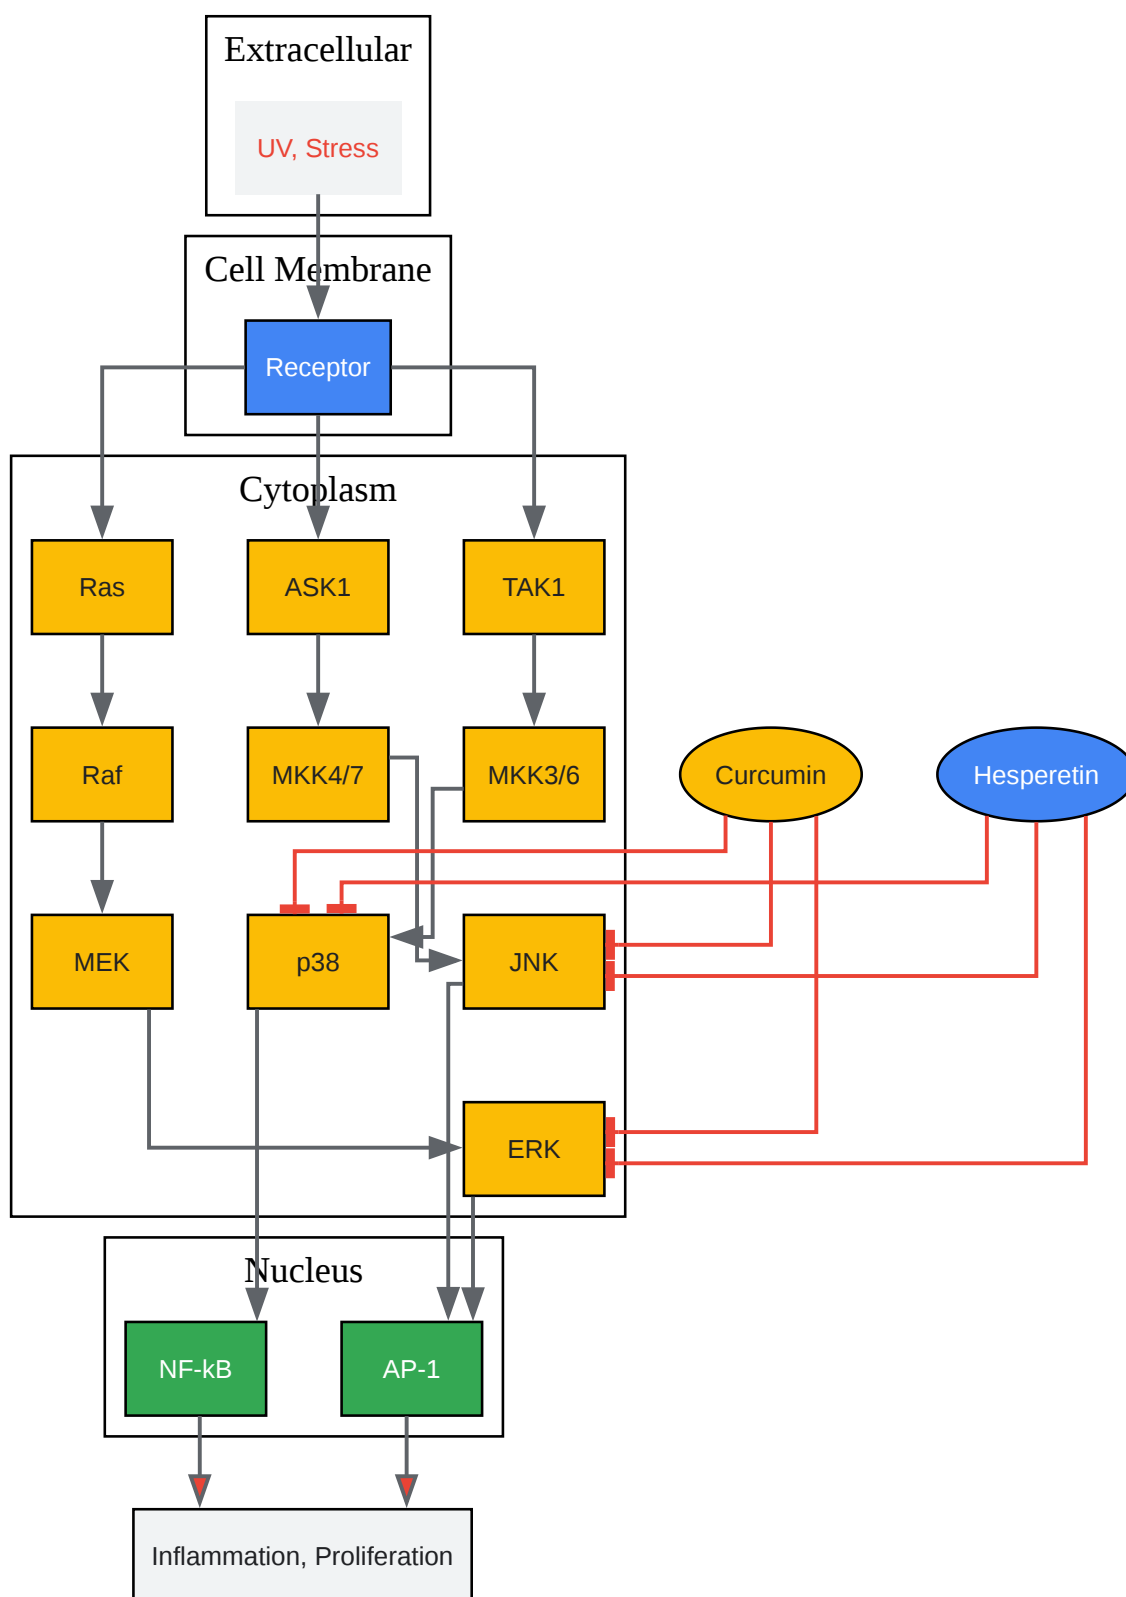 Extracellular
UV, Stress
Cell Membrane
Receptor
Cytoplasm
Ras
ASK1
TAK1
Raf
MKK4/7
MKK3/6
Curcumin
Hesperetin
MEK
p38
JNK
ERK
Nucleus
NF-kB
AP-1
Inflammation, Proliferation